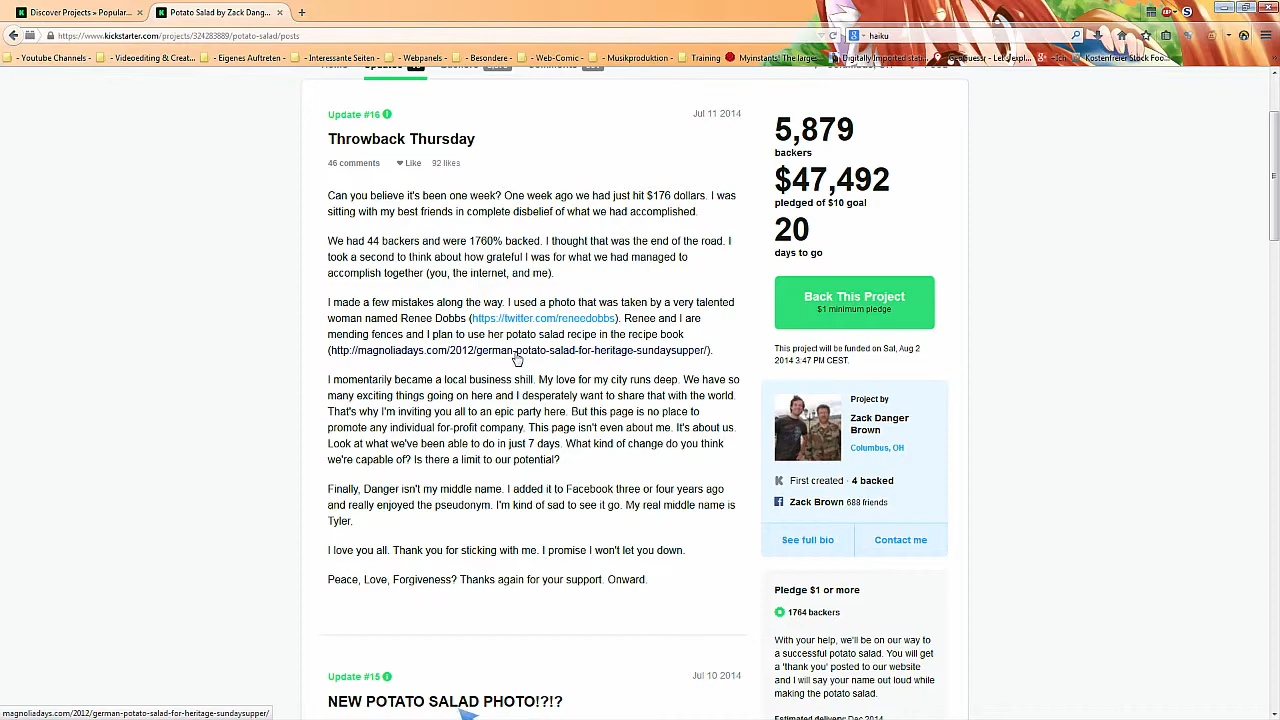 Discover Projects » Popular...
Potato Salad by Zack Dang...
https://www.kickstarter.com/projects/324283889/potato-salad/posts
haiku
Youtube Channels
Videoediting & Creat...
Eig. Auftreten
Interessante Seiten
Webpanels
Besondere
Web-Comic
Musikproduktion
Training
Myinstants! The large
Digitally Imported stat
GeoGuessr - Let's expl
Kostenfreier Stock Foo...
Update #16
Jul 11 2014
Throwback Thursday
46 comments Like 92 likes
Can you believe it's been one week? One week ago we had just hit $176 dollars. I was
sitting with my best friends in complete disbelief of what we had accomplished.
We had 44 backers and were 1760% backed. I thought that was the end of the road. I
took a second to think about how grateful I was for what we had managed to
accomplish together (you, the internet, and me).
I made a few mistakes along the way. I used a photo that was taken by a very talented
woman named Renee Dobbs (https://twitter.com/reneedobbs). Renee and I are
mending fences and I plan to use her potato salad recipe in the recipe book
(http://magnoliadays.com/2012/german-potato-salad-for-heritage-sundaysupper/).
I momentarily became a local business shill. My love for my city runs deep. We have so
many exciting things going on here and I desperately want to share that with the world.
That's why I'm inviting you all to an epic party here. But this page is no place to
promote any individual for-profit company. This page isn't even about me. It's about us.
Look at what we've been able to do in just 7 days. What kind of change do you think
we're capable of? Is there a limit to our potential?
Finally, Danger isn't my middle name. I added it to Facebook three or four years ago
and really enjoyed the pseudonym. I'm kind of sad to see it go. My real middle name is
Tyler.
I love you all. Thank you for sticking with me. I promise I won't let you down.
Peace, Love, Forgiveness? Thanks again for your support. Onward.
Update #15
Jul 10 2014
NEW POTATO SALAD PHOTO!?!?
5,879
backers
$47,492
pledged of $10 goal
20
days to go
Back This Project
$1 minimum pledge
This project will be funded on Sat, Aug 2
2014 3:47 PM CEST.
Project by
Zack Danger
Brown
Columbus, OH
First created · 4 backed
Zack Brown 688 friends
See full bio
Contact me
Pledge $1 or more
1764 backers
With your help, we'll be on our way to
a successful potato salad. You will get
a 'thank you' posted to our website
and I will say your name out loud while
making the potato salad.
Estimated delivery: Dec 2014
magnoliadays.com/2012/german-potato-salad-for-heritage-sundaysupper/